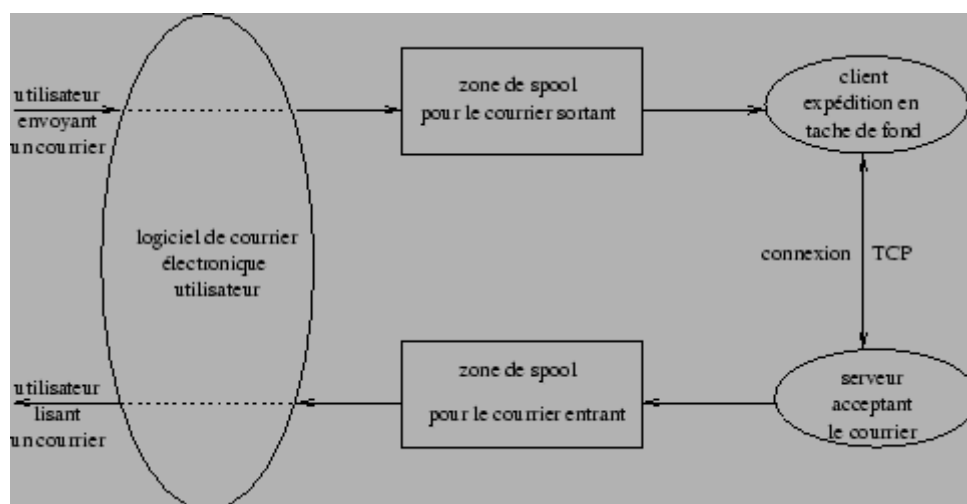 utilisateur
envoyant
un courrier
zone de spool
pour le courrier sortant
client
expédition en
tache de fond
logiciel de courrier
électronique
utilisateur
connexion
TCP
utilisateur
lisant
un courrier
zone de spool
pour le courrier entrant
serveur
acceptant
le courrier